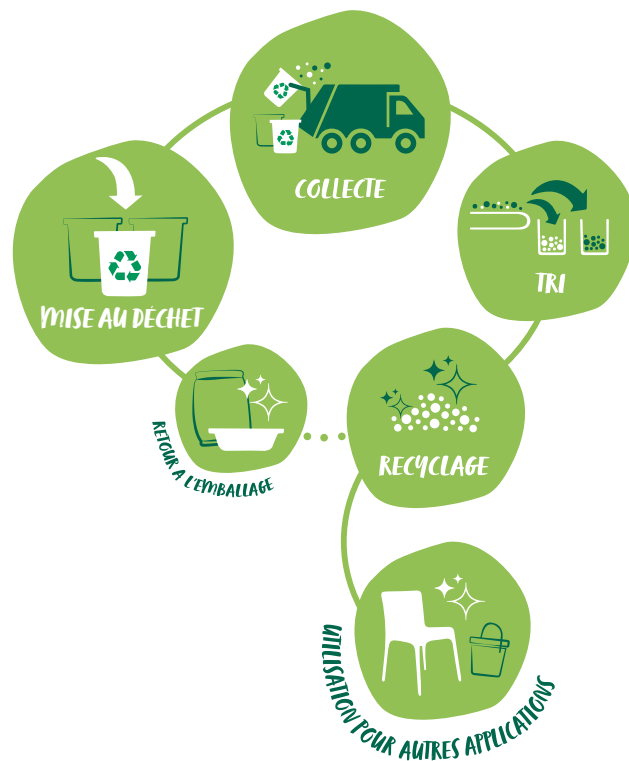 COLLECTE
MISE AU DÉCHET
TRI
RECYCLAGE
RETOUR A L'EMBALLAGE
UTILISATION POUR AUTRES APPLICATIONS